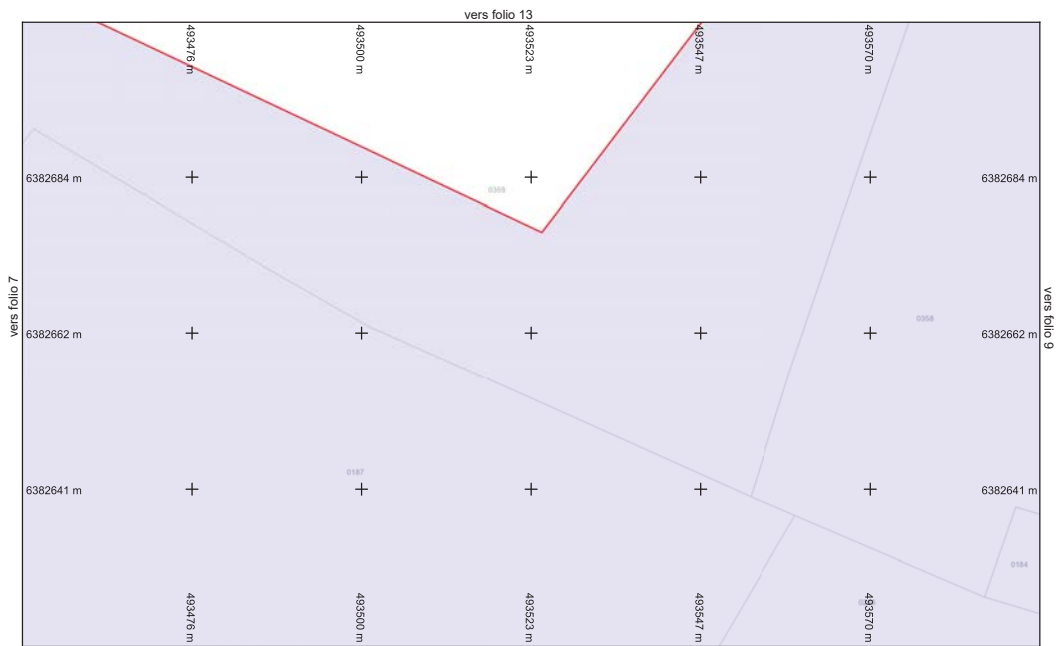 vers folio 13
493476 m
493500 m
493523 m
493547 m
493570 m
6382684 m
0359
6382684 m
vers folio 7
0358
vers folio 9
6382662 m
6382662 m
0187
6382641 m
6382641 m
0184
493476 m
493500 m
493523 m
493547 m
493570 m